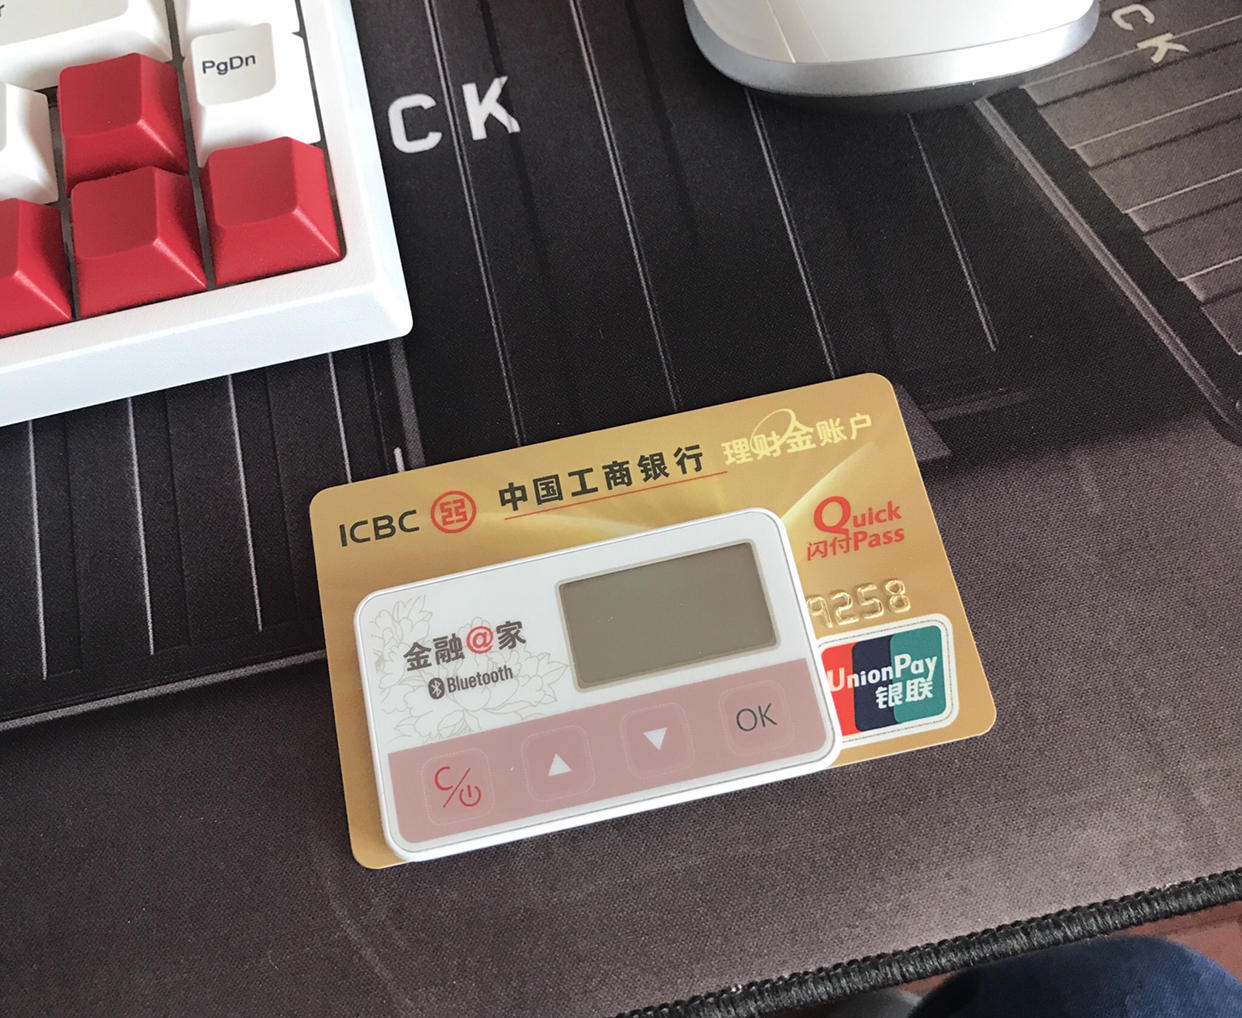 PgDn
CK
CK
ICBC 中国工商银行 理财金账户
Quick
闪付Pass
9258
UnionPay
银联
金融@家
Bluetooth
C/
OK